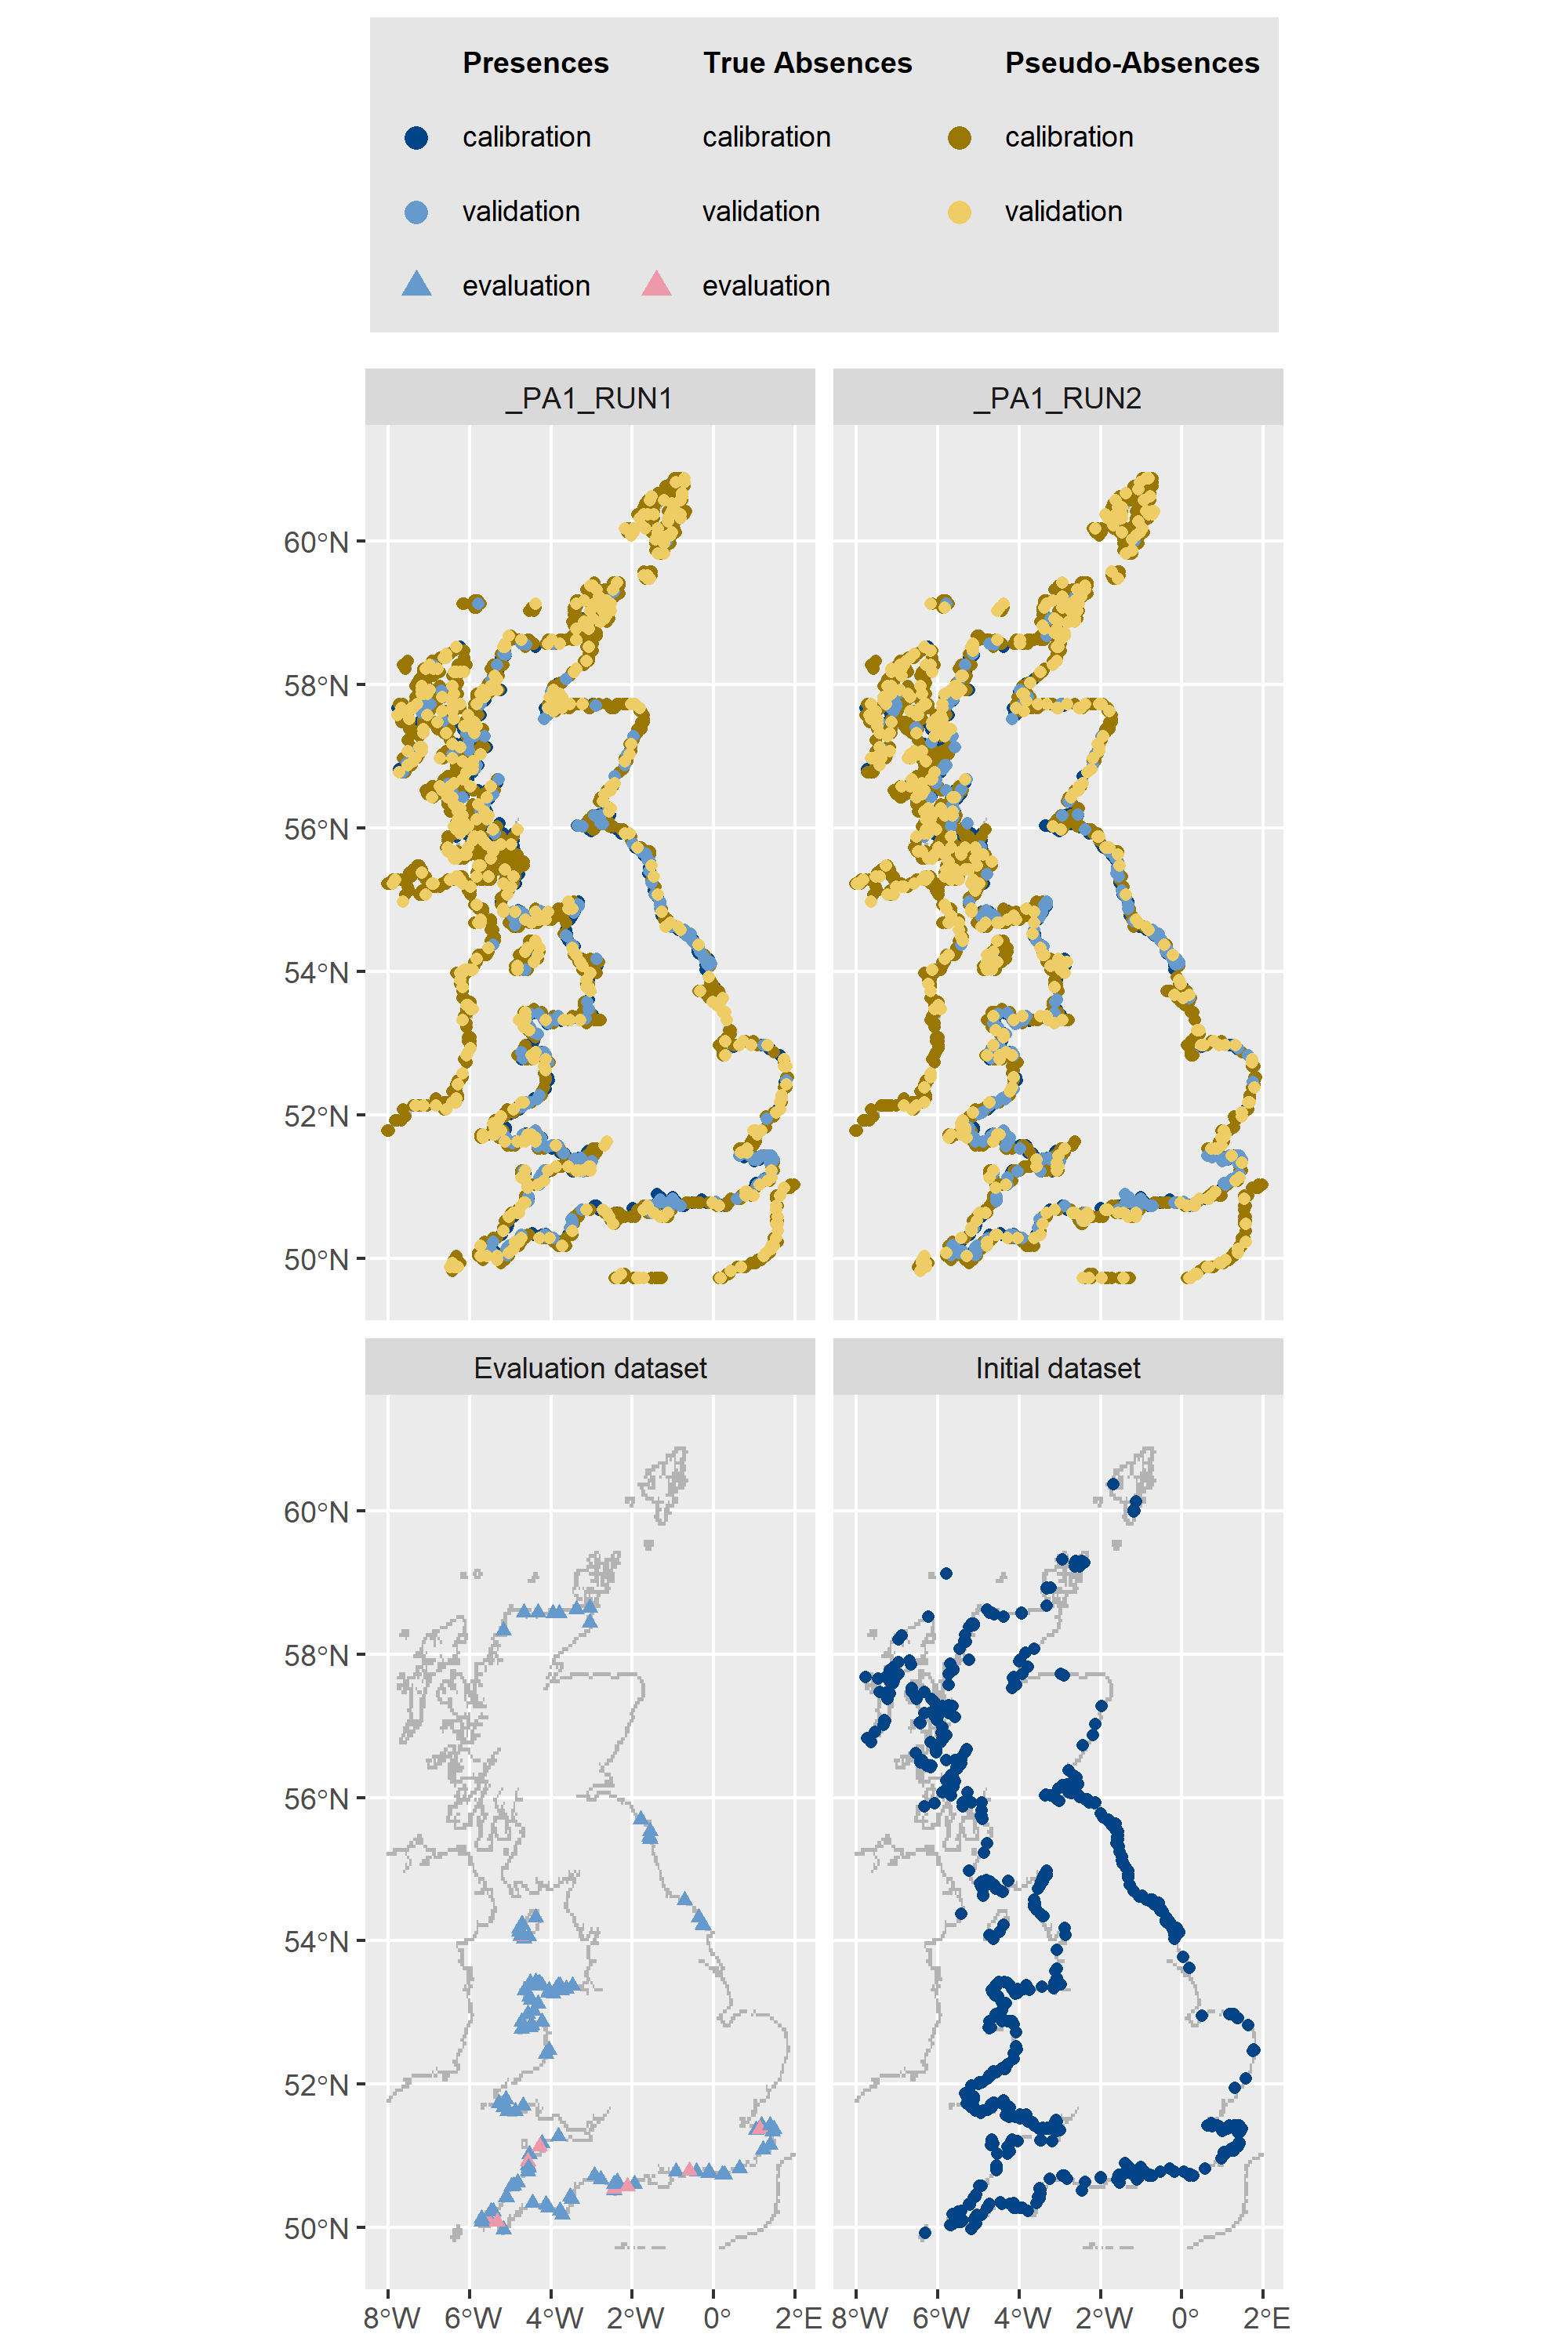 Presences True Absences Pseudo-Absences
calibration calibration calibration
validation validation validation
evaluation evaluation
_PA1_RUN1 _PA1_RUN2
60°N
58°N
56°N
54°N
52°N
50°N
Evaluation dataset Initial dataset
60°N
58°N
56°N
54°N
52°N
50°N
8°W 6°W 4°W 2°W 0° 2°E 8°W 6°W 4°W 2°W 0° 2°E